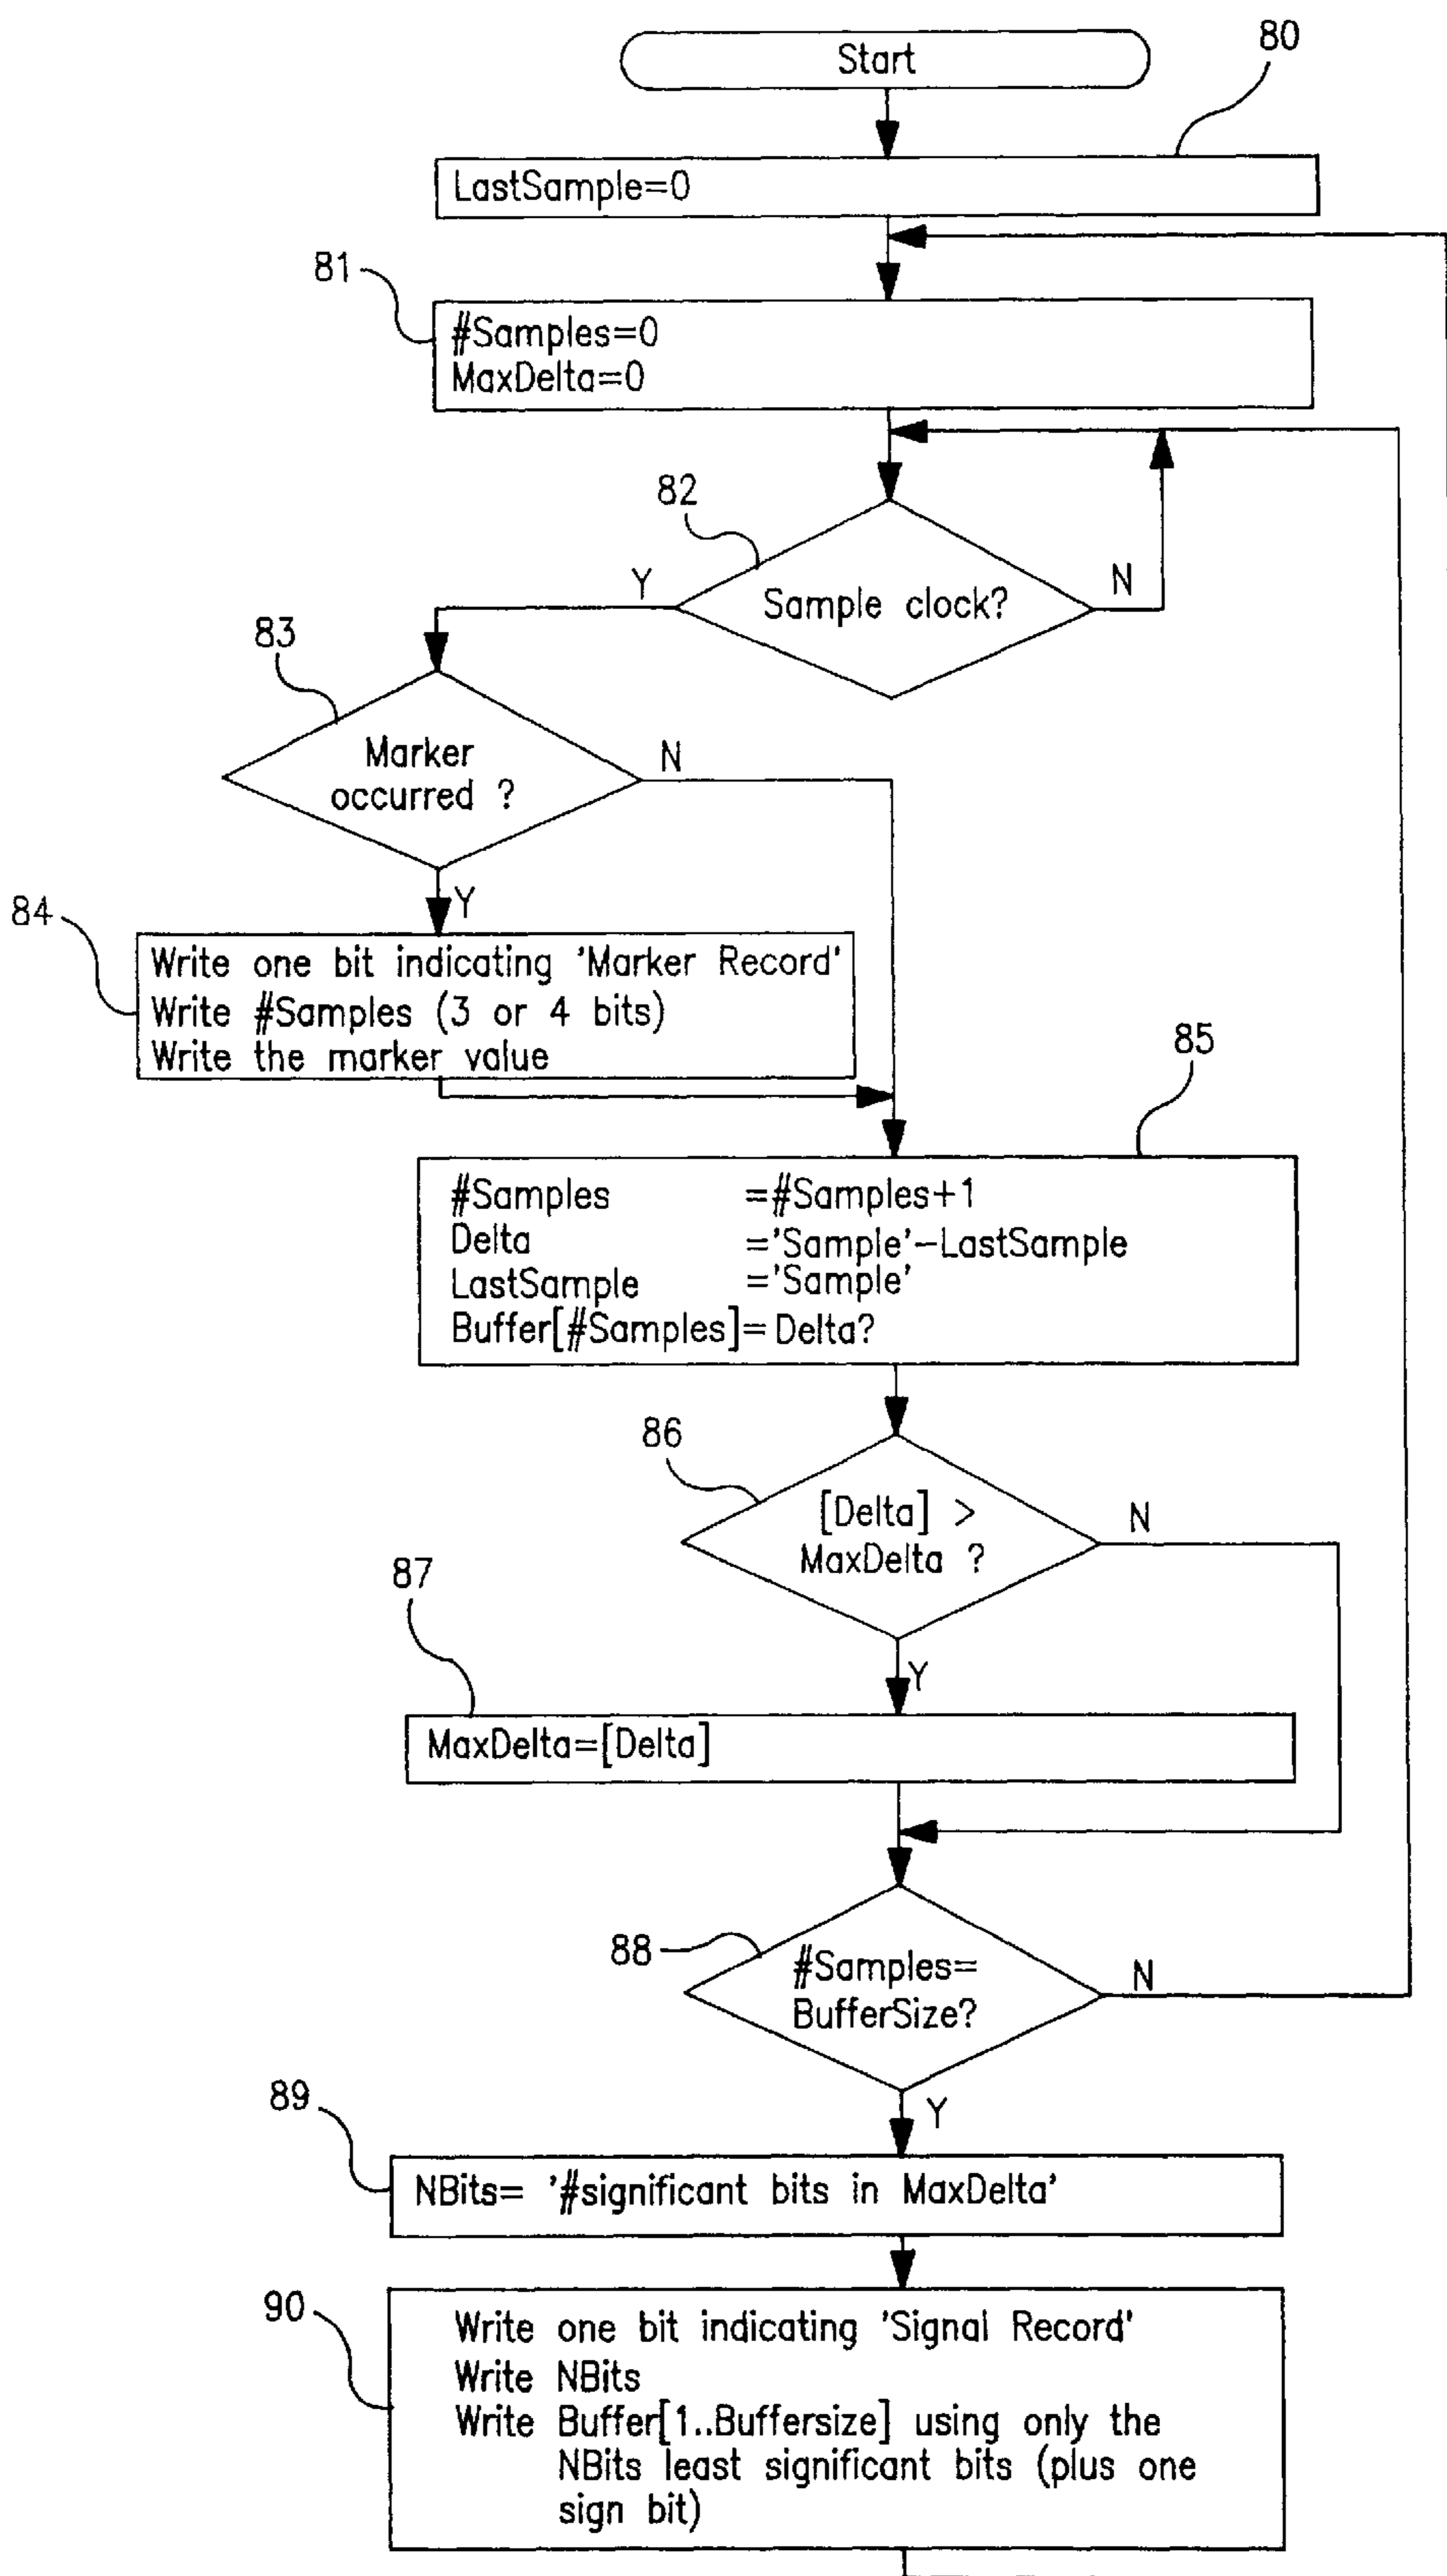 Start
80
LastSample=0
81
#Samples=0
MaxDelta=0
82
Sample clock?
Y
N
83
Marker
occurred ?
N
Y
84
Write one bit indicating 'Marker Record'
Write #Samples (3 or 4 bits)
Write the marker value
85
#Samples =#Samples+1
Delta ='Sample'-LastSample
LastSample ='Sample'
Buffer[#Samples]= Delta?
86
[Delta] >
MaxDelta ?
N
Y
87
MaxDelta=[Delta]
88
#Samples=
BufferSize?
N
Y
89
NBits= '#significant bits in MaxDelta'
90
Write one bit indicating 'Signal Record'
Write NBits
Write Buffer[1..Buffersize] using only the
NBits least significant bits (plus one
sign bit)